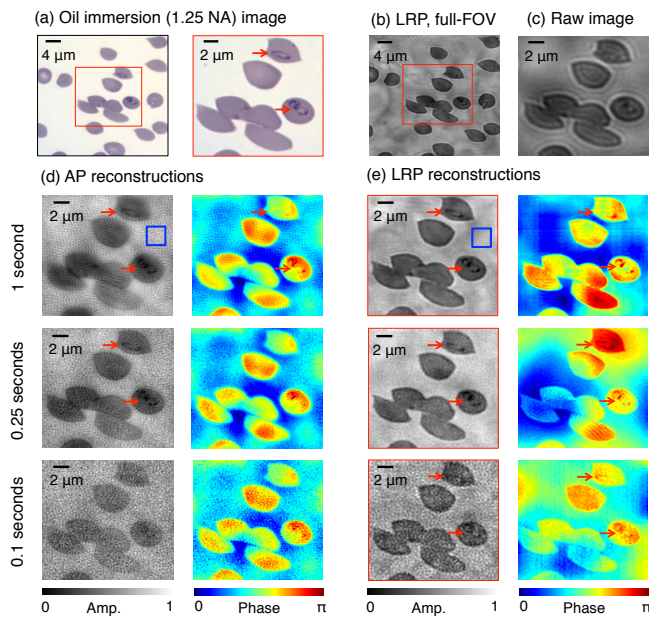 (a) Oil immersion (1.25 NA) image
(b) LRP, full-FOV
(c) Raw image
4 μm
2 μm
4 μm
2 μm
(d) AP reconstructions
(e) LRP reconstructions
1 second
2 μm
2 μm
0.25 seconds
2 μm
2 μm
0.1 seconds
2 μm
2 μm
0 Amp. 1
0 Phase π
0 Amp. 1
0 Phase π